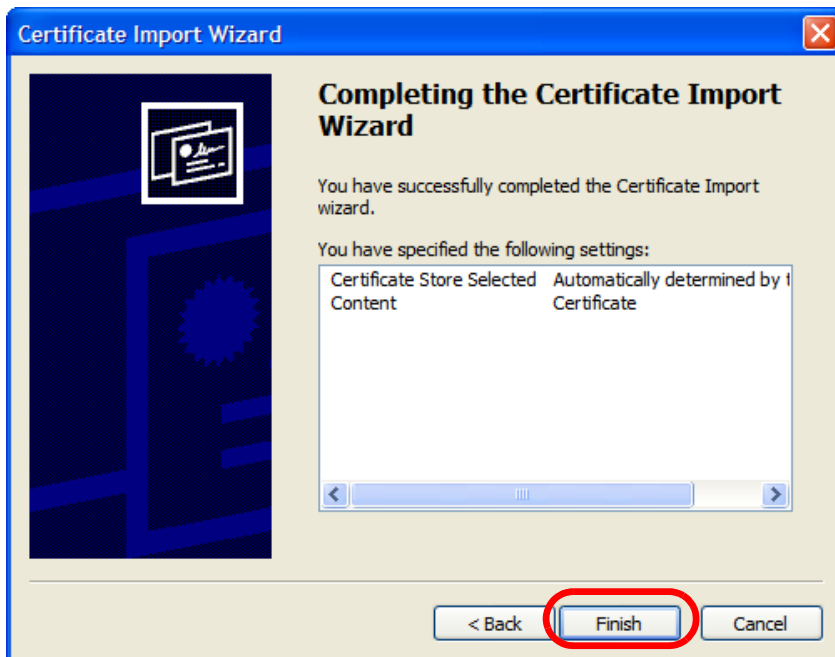 Certificate Import Wizard
Completing the Certificate Import
Wizard
You have successfully completed the Certificate Import
wizard.
You have specified the following settings:
Certificate Store Selected Automatically determined by t
Content Certificate
< Back Finish Cancel